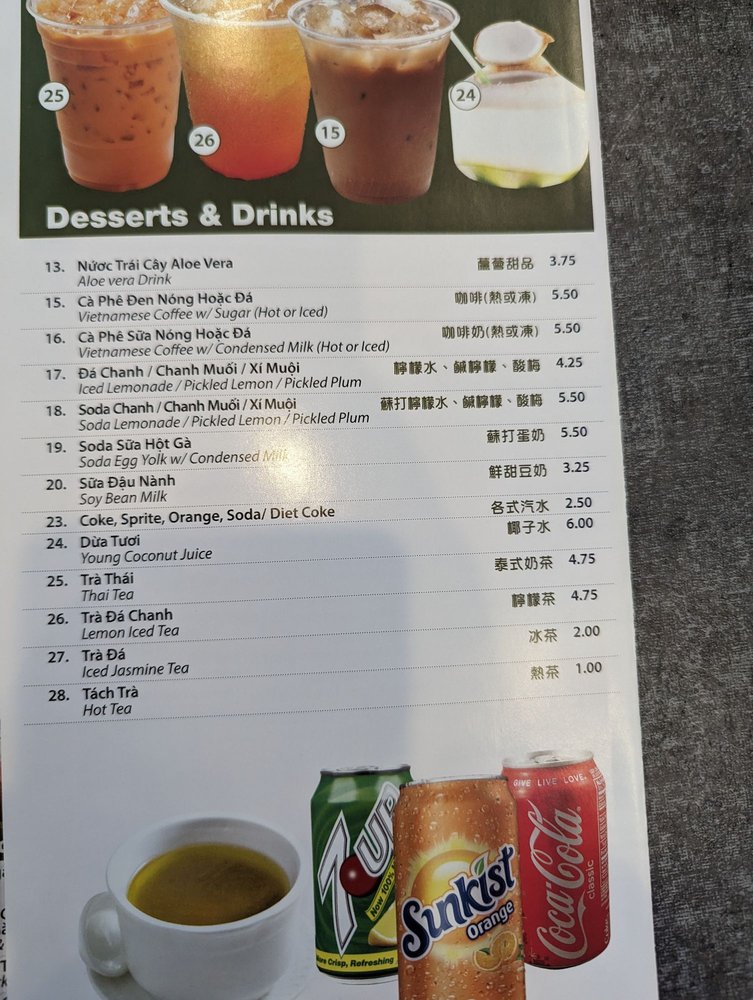 25
26
15
24
Desserts & Drinks
13. Nước Trái Cây Aloe Vera 蘆薈甜品 3.75
Aloe vera Drink
15. Cà Phê Đen Nóng Hoặc Đá 咖啡(熱或凍) 5.50
Vietnamese Coffee w/ Sugar (Hot or Iced)
16. Cà Phê Sữa Nóng Hoặc Đá 咖啡奶(熱或凍) 5.50
Vietnamese Coffee w/ Condensed Milk (Hot or Iced)
17. Đá Chanh / Chanh Muối / Xí Muội 檸檬水、鹹檸檬、酸梅 4.25
Iced Lemonade / Pickled Lemon / Pickled Plum
18. Soda Chanh / Chanh Muối / Xí Muội 蘇打檸檬水、鹹檸檬、酸梅 5.50
Soda Lemonade / Pickled Lemon / Pickled Plum
19. Soda Sữa Hột Gà 蘇打蛋奶 5.50
Soda Egg Yolk w/ Condensed Milk
20. Sữa Đậu Nành 鮮甜豆奶 3.25
Soy Bean Milk
23. Coke, Sprite, Orange, Soda/ Diet Coke 各式汽水 2.50
24. Dừa Tươi 椰子水 6.00
Young Coconut Juice
25. Trà Thái 泰式奶茶 4.75
Thai Tea
26. Trà Đá Chanh 檸檬茶 4.75
Lemon Iced Tea
27. Trà Đá 冰茶 2.00
Iced Jasmine Tea
28. Tách Trà 熱茶 1.00
Hot Tea
7UP
Now 100%
Crisp, Refreshing
Sunkist
Orange
GIVE LIVE LOVE.
Coca-Cola
classic